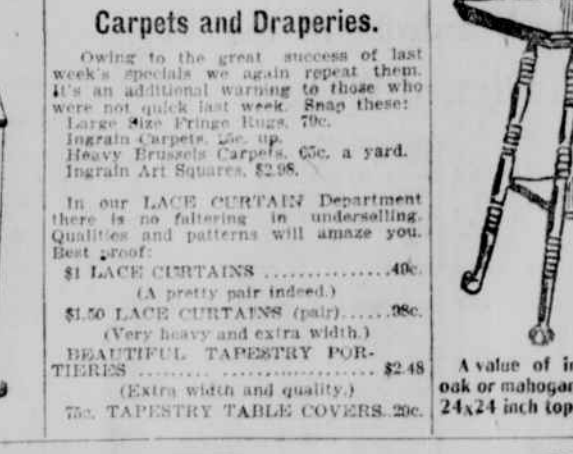 Carpets and Draperies.
Owing to the great success of last
week's specials we again repeat them.
It's an additional warning to those who
were not quick last week. Snap these:
Large Size Fringe Rugs, 79c.
Ingrain Carpets, up.
Heavy Brussels Carpets, 65c. a yard.
Ingrain Art Squares, $2.98.
In our LACE CURTAIN Department
there is no faltering in underselling.
Qualities and patterns will amaze you.
Best proof:
$1 LACE CURTAINS ................49c.
(A pretty pair indeed.)
$1.50 LACE CURTAINS (pair)......98c.
(Very heavy and extra width.)
BEAUTIFUL TAPESTRY POR-
TIERES ......... .................... $2.48
(Extra width and quality.)
75c. TAPESTRY TABLE COVERS..29c.
A value of
oak or mahogan
24x24 inch top